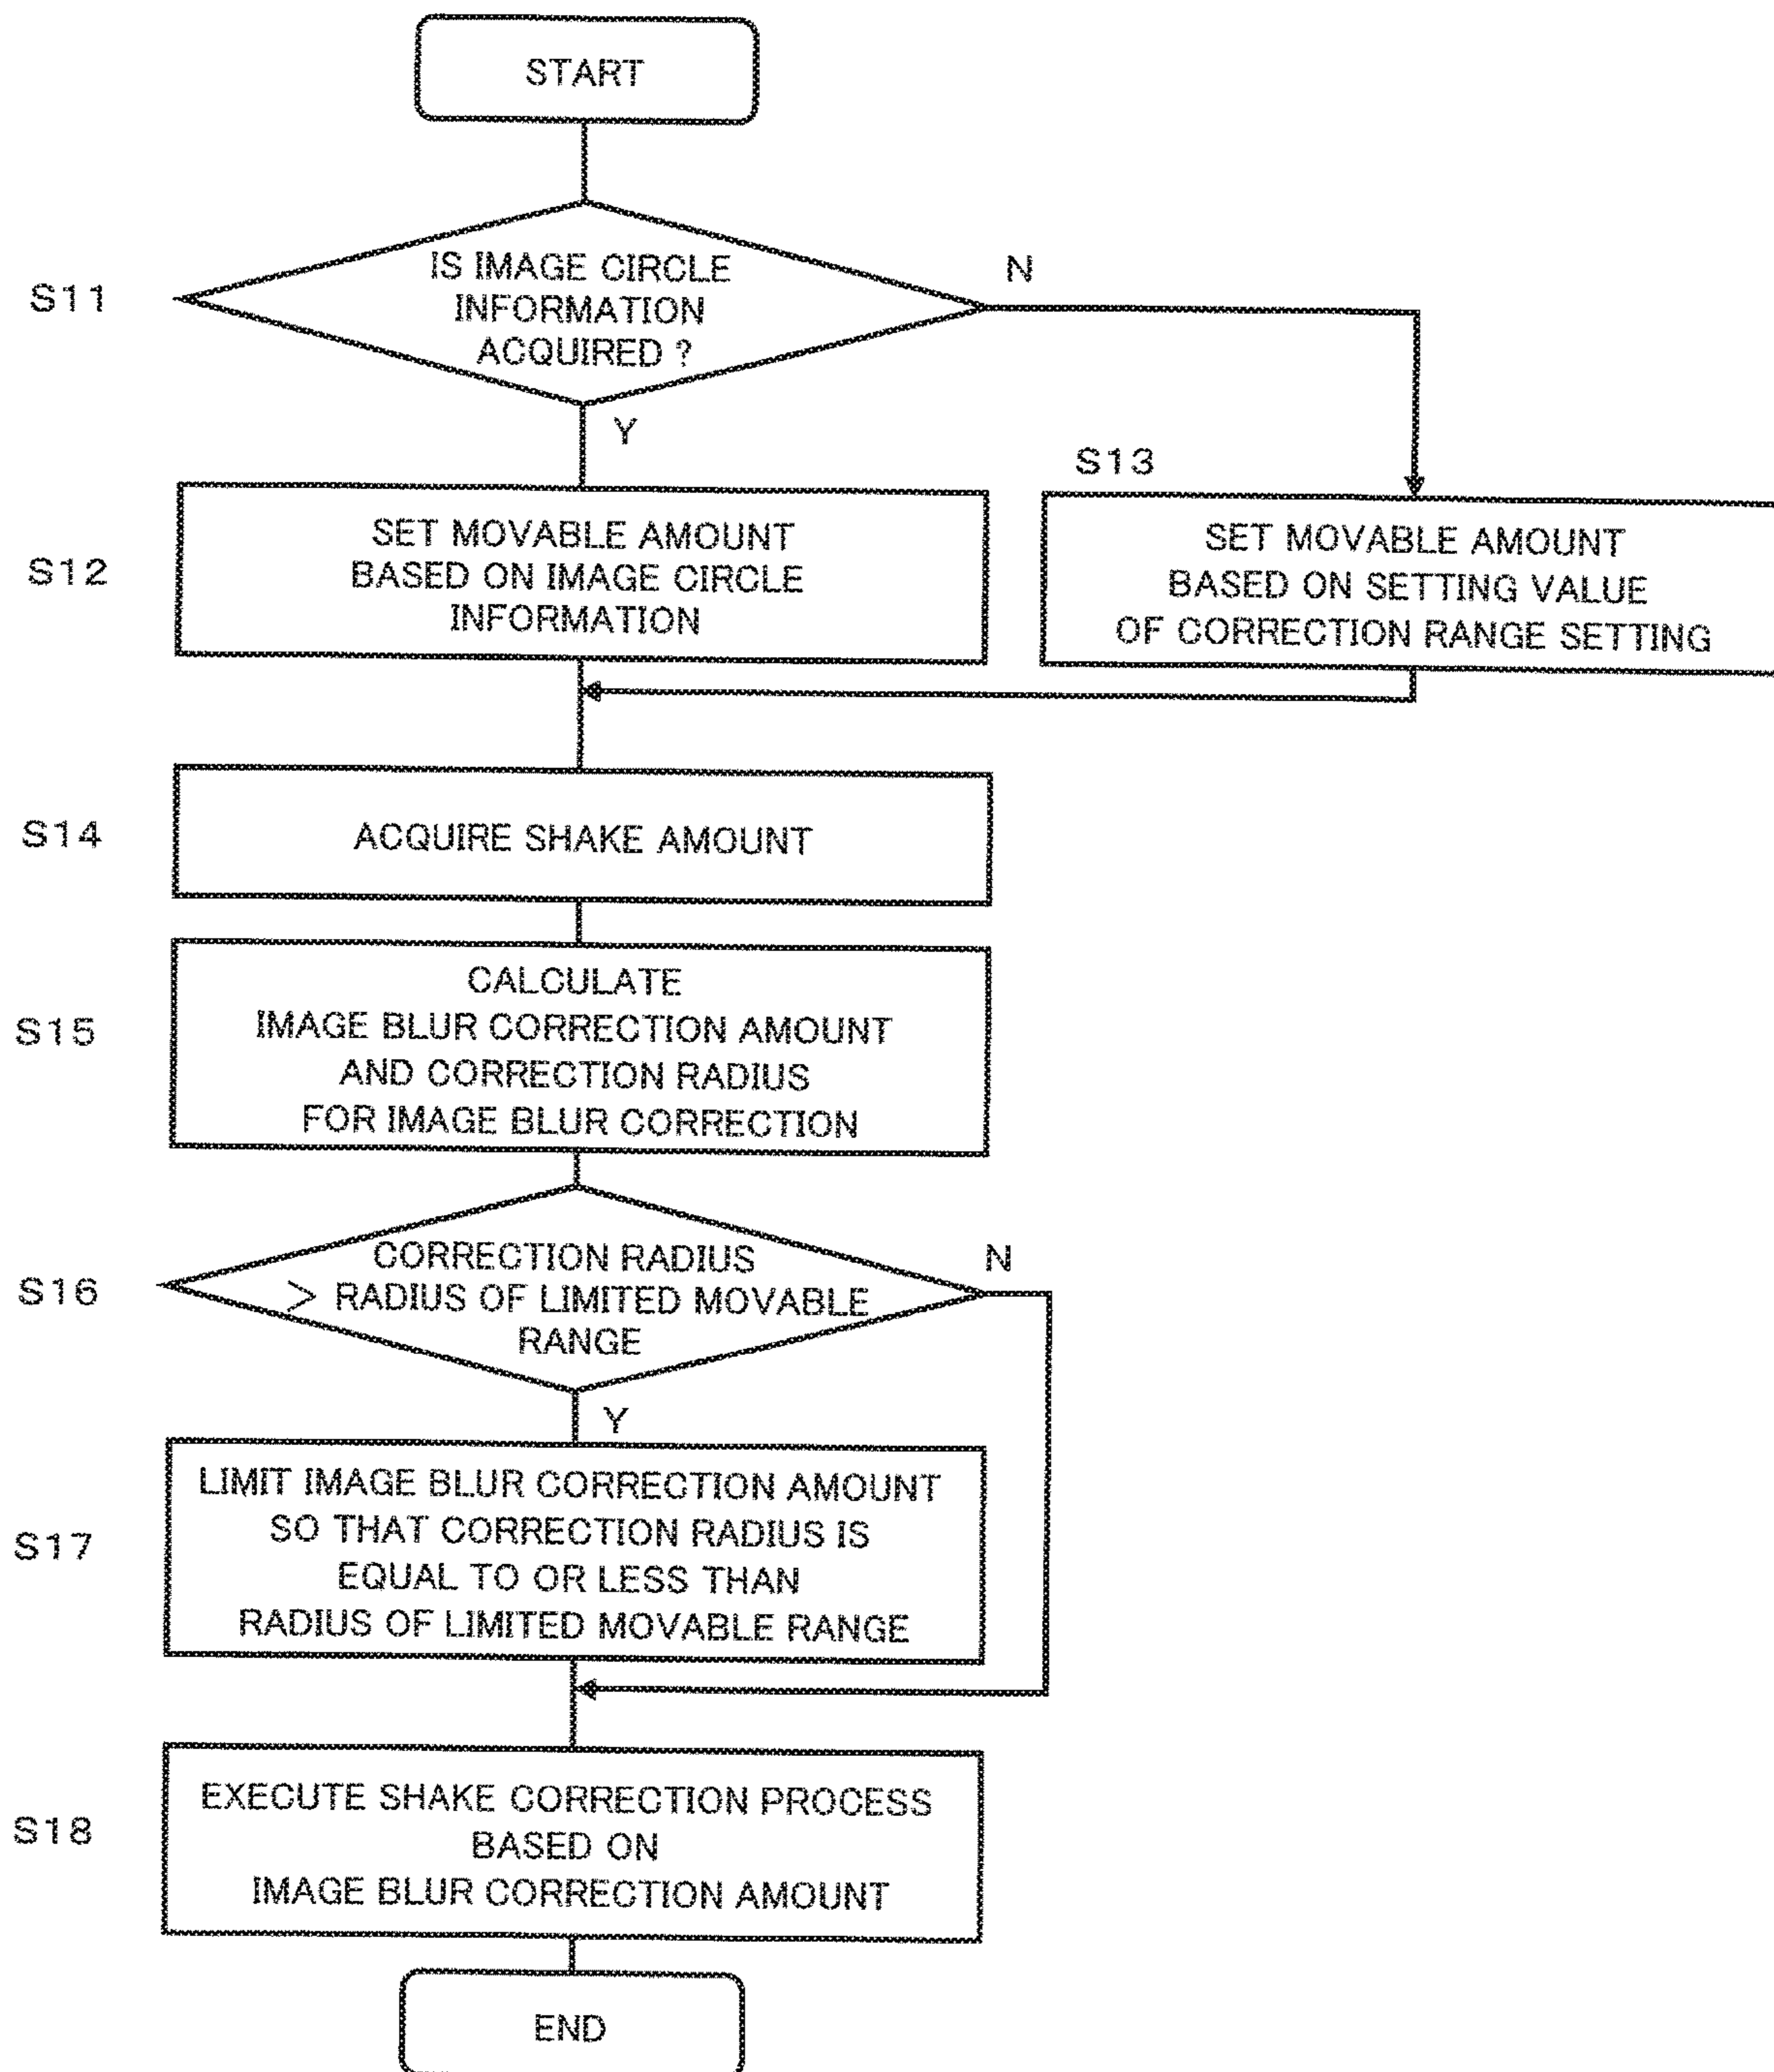 START
S11
IS IMAGE CIRCLE
INFORMATION
ACQUIRED ?
N
Y
S12
SET MOVABLE AMOUNT
BASED ON IMAGE CIRCLE
INFORMATION
S13
SET MOVABLE AMOUNT
BASED ON SETTING VALUE
OF CORRECTION RANGE SETTING
S14
ACQUIRE SHAKE AMOUNT
S15
CALCULATE
IMAGE BLUR CORRECTION AMOUNT
AND CORRECTION RADIUS
FOR IMAGE BLUR CORRECTION
S16
CORRECTION RADIUS
> RADIUS OF LIMITED MOVABLE
RANGE
N
Y
S17
LIMIT IMAGE BLUR CORRECTION AMOUNT
SO THAT CORRECTION RADIUS IS
EQUAL TO OR LESS THAN
RADIUS OF LIMITED MOVABLE RANGE
S18
EXECUTE SHAKE CORRECTION PROCESS
BASED ON
IMAGE BLUR CORRECTION AMOUNT
END